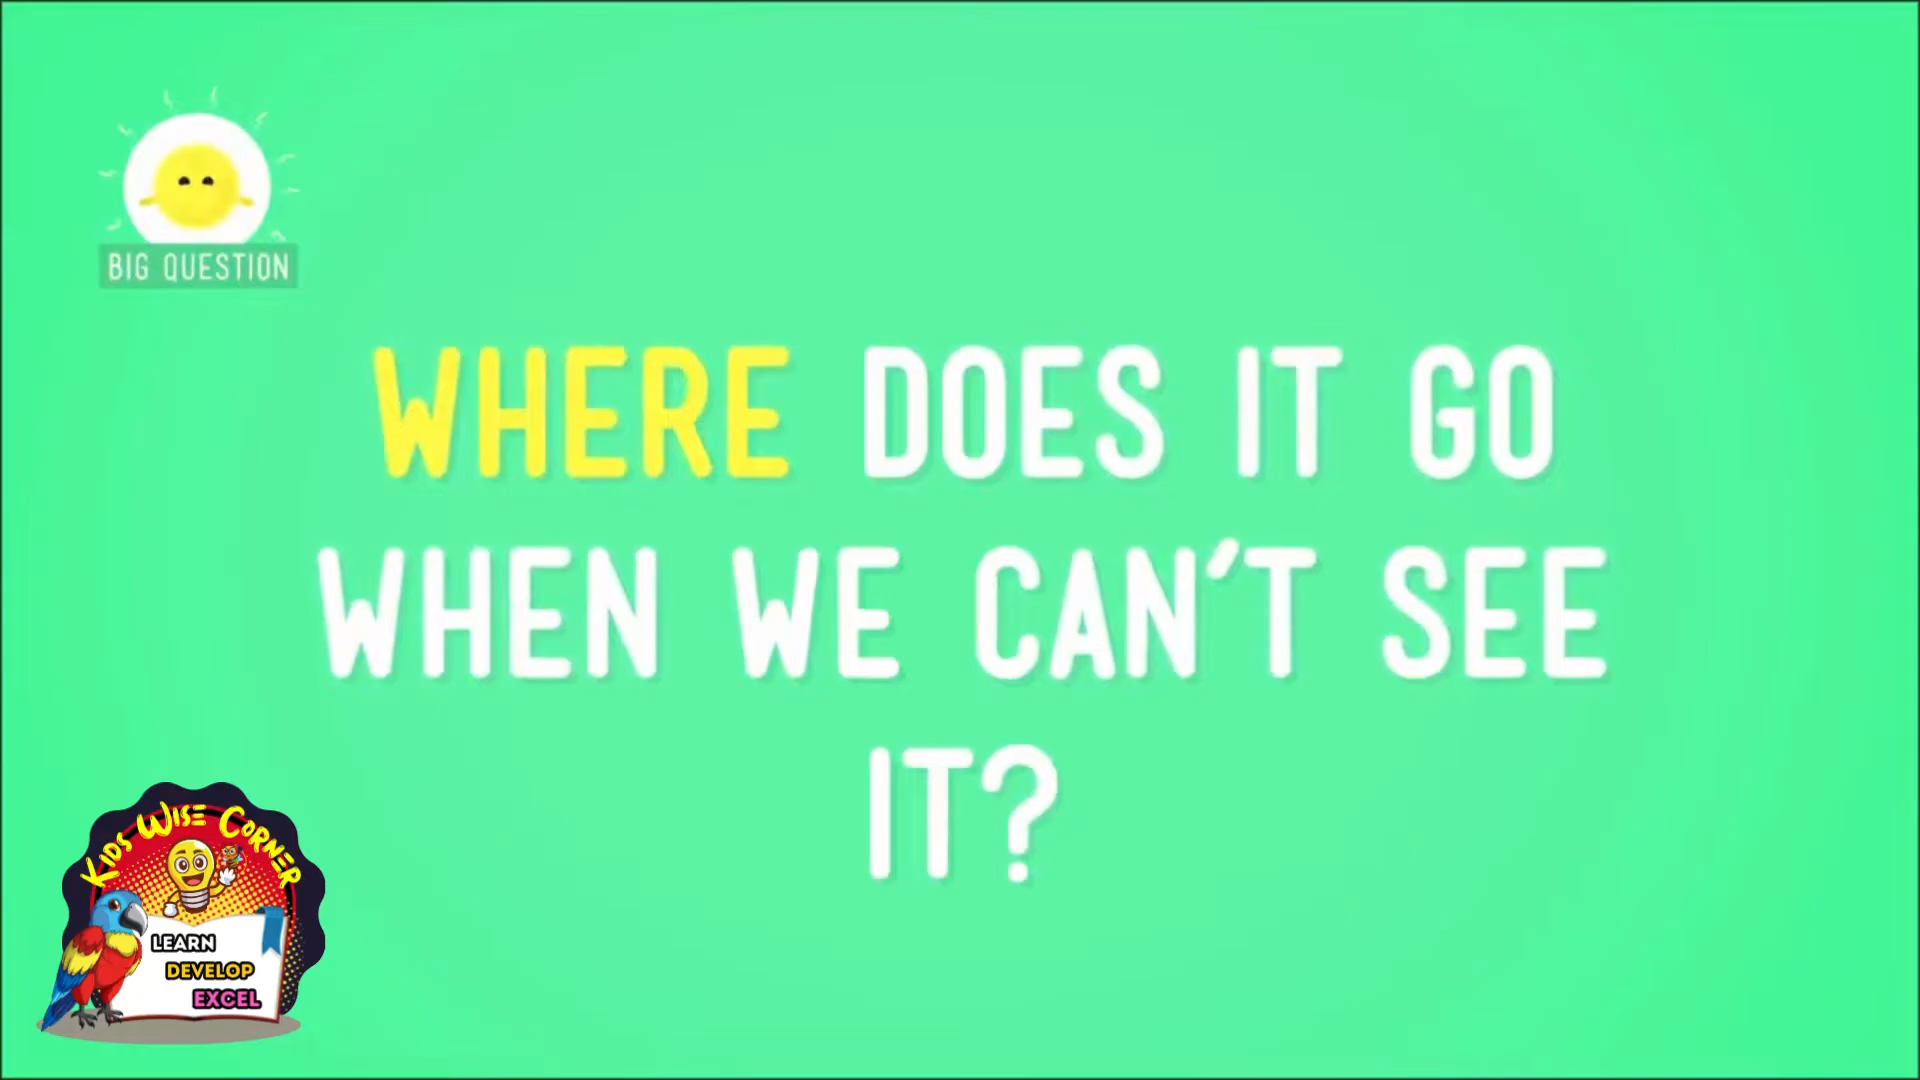 BIG QUESTION
WHERE DOES IT GO
WHEN WE CAN'T SEE
IT?
KIDS WISE CORNER
LEARN
DEVELOP
EXCEL